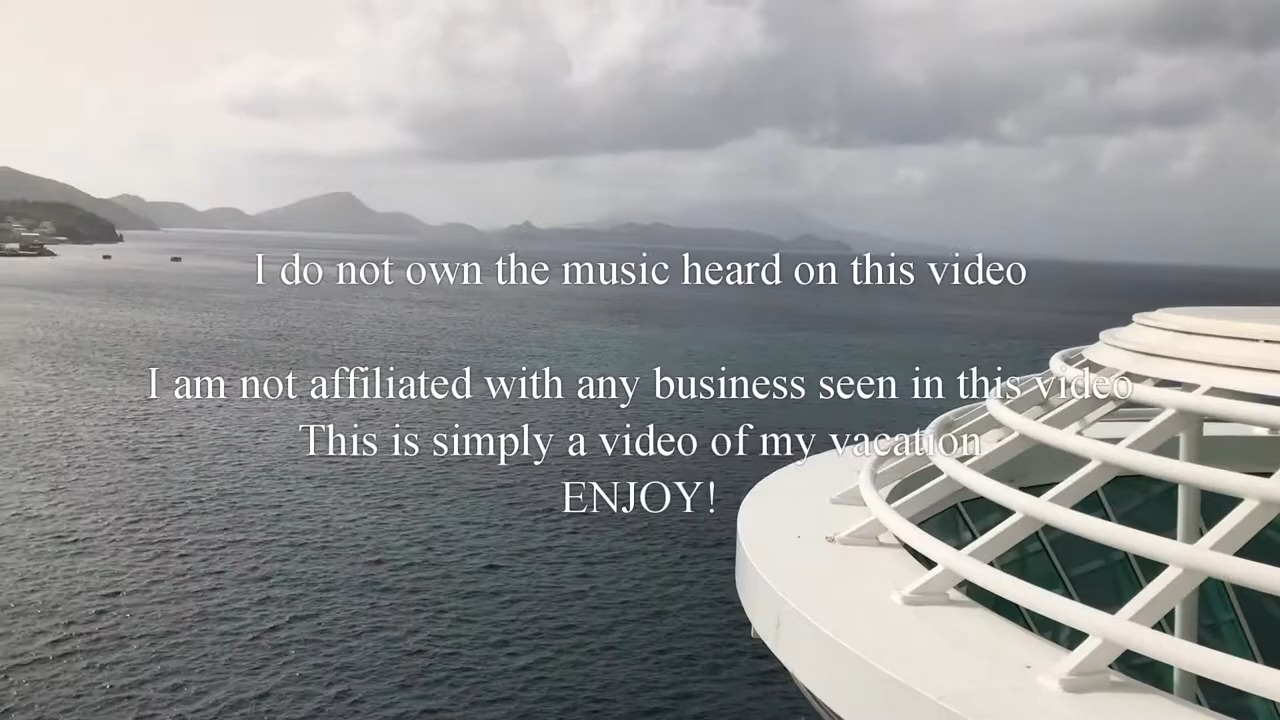 I do not own the music heard on this video
I am not affiliated with any business seen in this video
This is simply a video of my vacation
ENJOY!